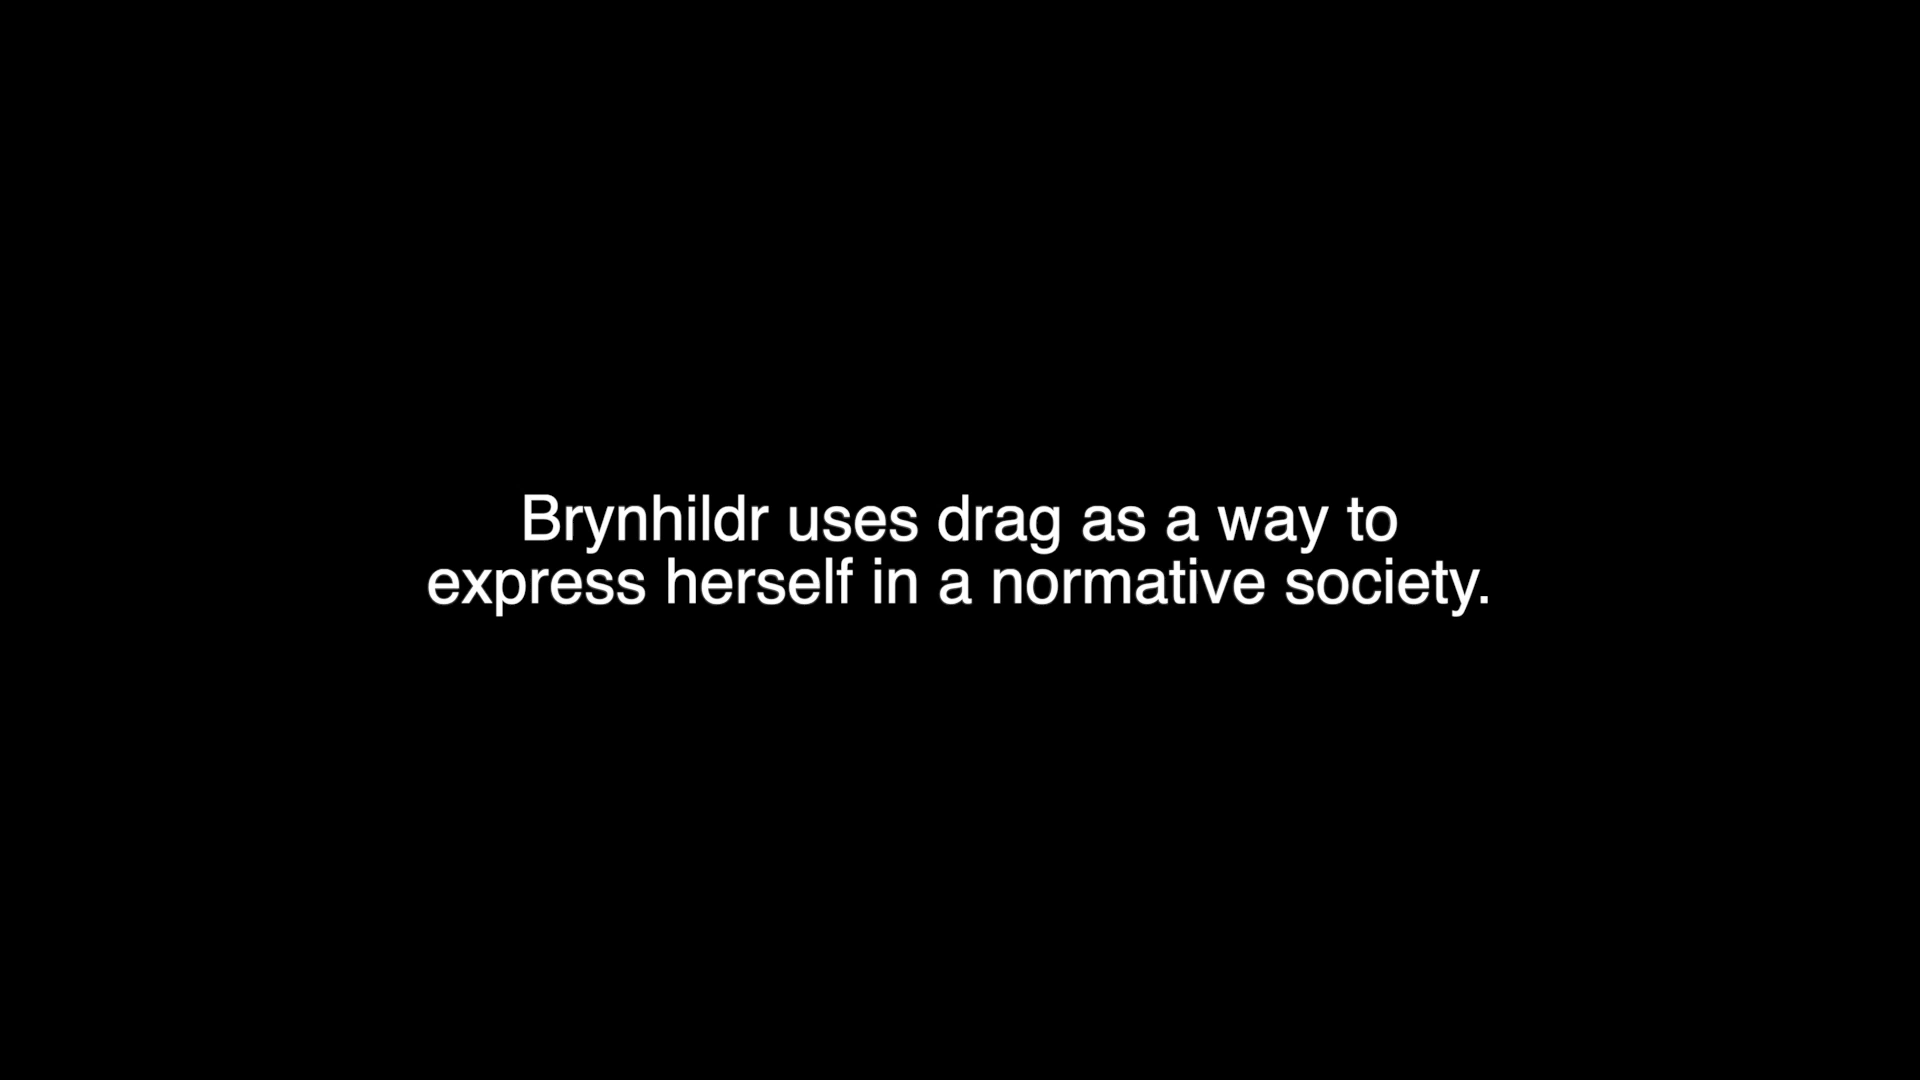 Brynhildr uses drag as a way to
express herself in a normative society.